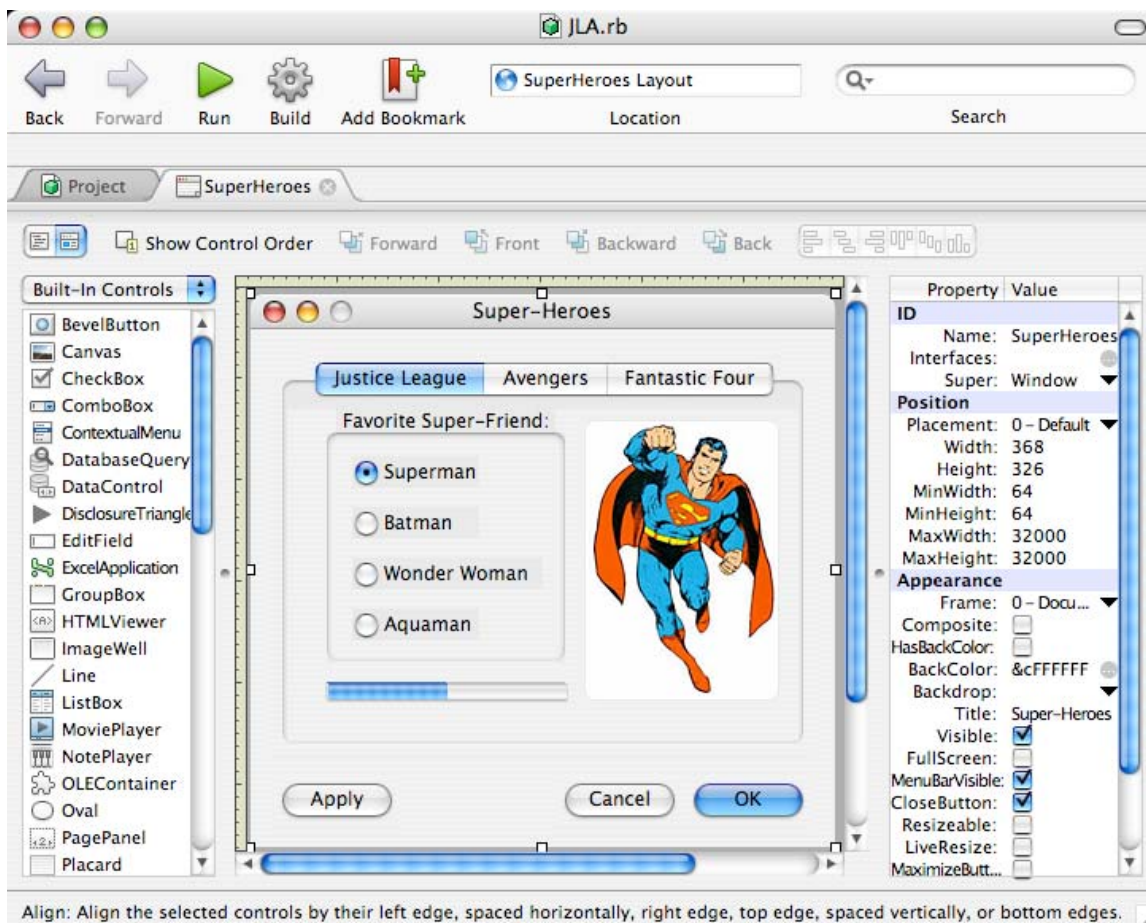 JLA.rb
SuperHeroes Layout
Back Forward Run Build Add Bookmark Location Search
Project SuperHeroes
Show Control Order Forward Front Backward Back
Built-In Controls
BevelButton
Canvas
CheckBox
ComboBox
ContextualMenu
DatabaseQuery
DataControl
DisclosureTriangle
EditField
ExcelApplication
GroupBox
HTMLViewer
ImageWell
Line
ListBox
MoviePlayer
NotePlayer
OLEContainer
Oval
PagePanel
Placard
Super-Heroes
Justice League Avengers Fantastic Four
Favorite Super-Friend:
Superman
Batman
Wonder Woman
Aquaman
Apply Cancel OK
Property Value
ID
Name: SuperHeroes
Interfaces:
Super: Window
Position
Placement: 0 – Default
Width: 368
Height: 326
MinWidth: 64
MinHeight: 64
MaxWidth: 32000
MaxHeight: 32000
Appearance
Frame: 0 – Docu...
Composite:
HasBackColor:
BackColor: &cFFFFFF
Backdrop:
Title: Super-Heroes
Visible:
FullScreen:
MenuBarVisible:
CloseButton:
Resizeable:
LiveResize:
MaximizeButt...
Align: Align the selected controls by their left edge, spaced horizontally, right edge, top edge, spaced vertically, or bottom edges.